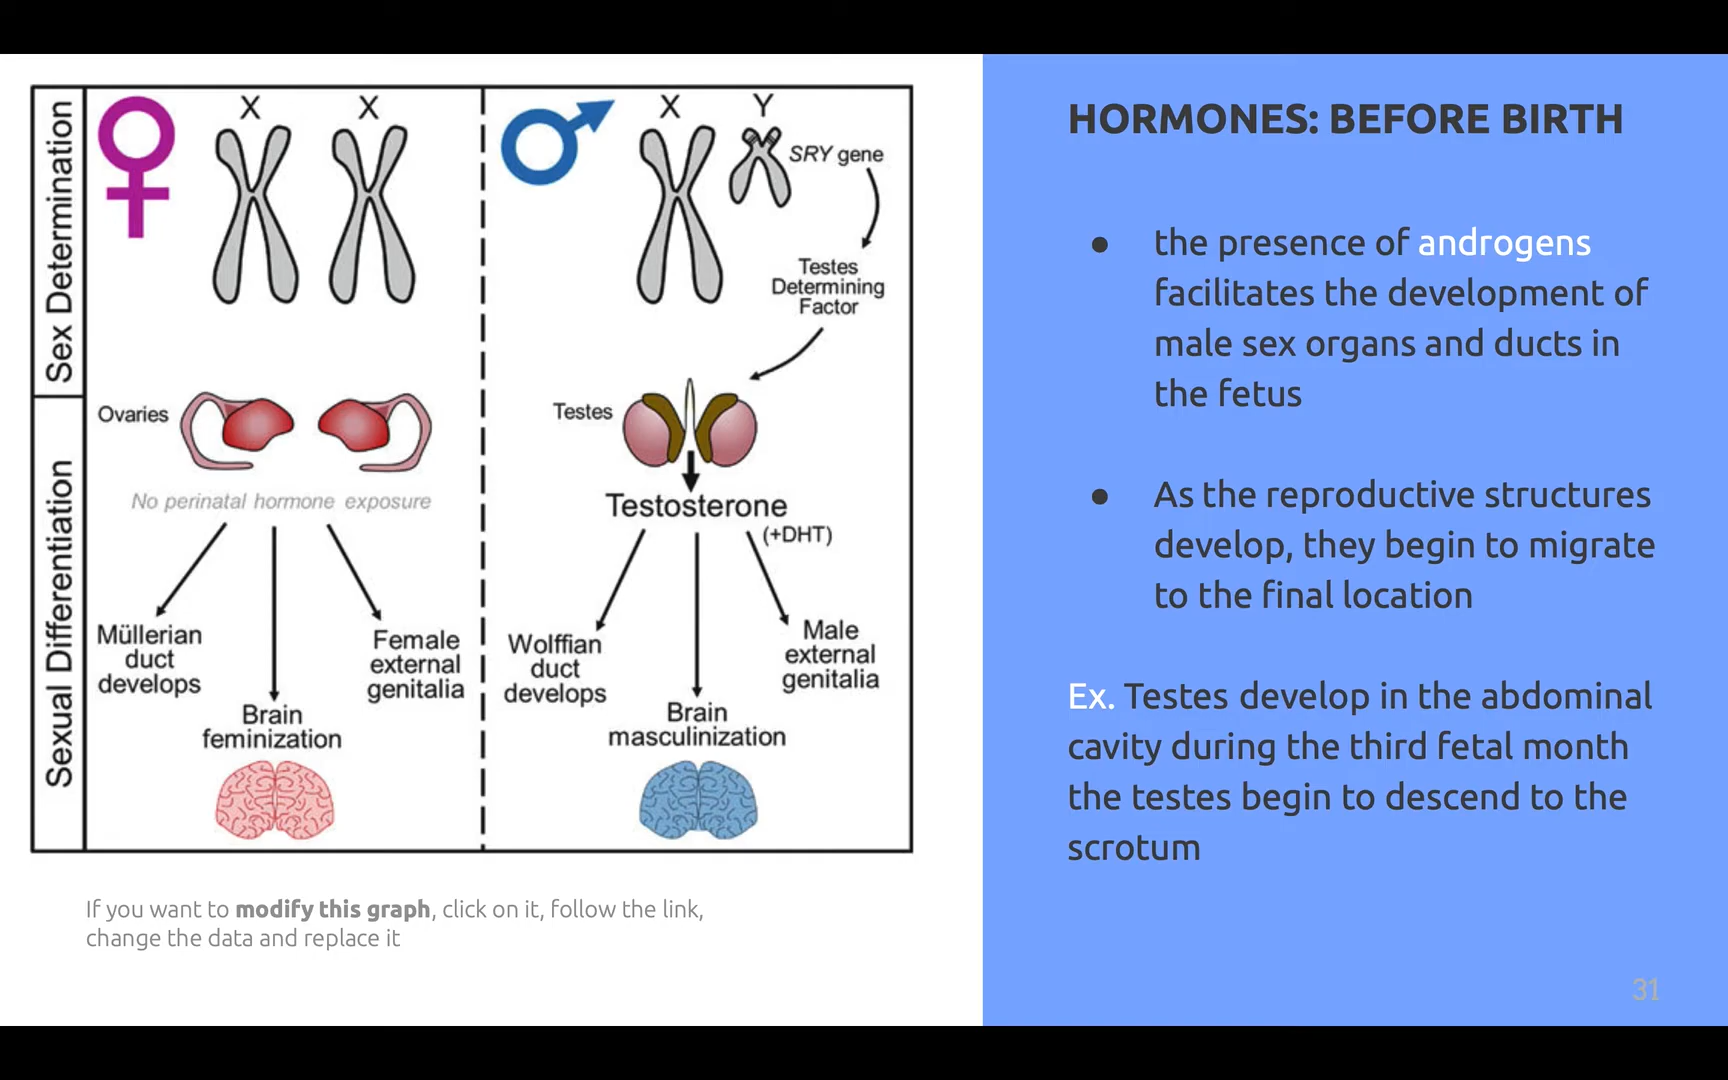 Sex Determination
Sexual Differentiation
X X
Ovaries
No perinatal hormone exposure
Müllerian
duct
develops
Brain
feminization
Female
external
genitalia
X Y
SRY gene
Testes
Determining
Factor
Testes
Testosterone
(+DHT)
Wolffian
duct
develops
Brain
masculinization
Male
external
genitalia
If you want to modify this graph, click on it, follow the link,
change the data and replace it
HORMONES: BEFORE BIRTH
● the presence of androgens
facilitates the development of
male sex organs and ducts in
the fetus
● As the reproductive structures
develop, they begin to migrate
to the final location
Ex. Testes develop in the abdominal
cavity during the third fetal month
the testes begin to descend to the
scrotum
31